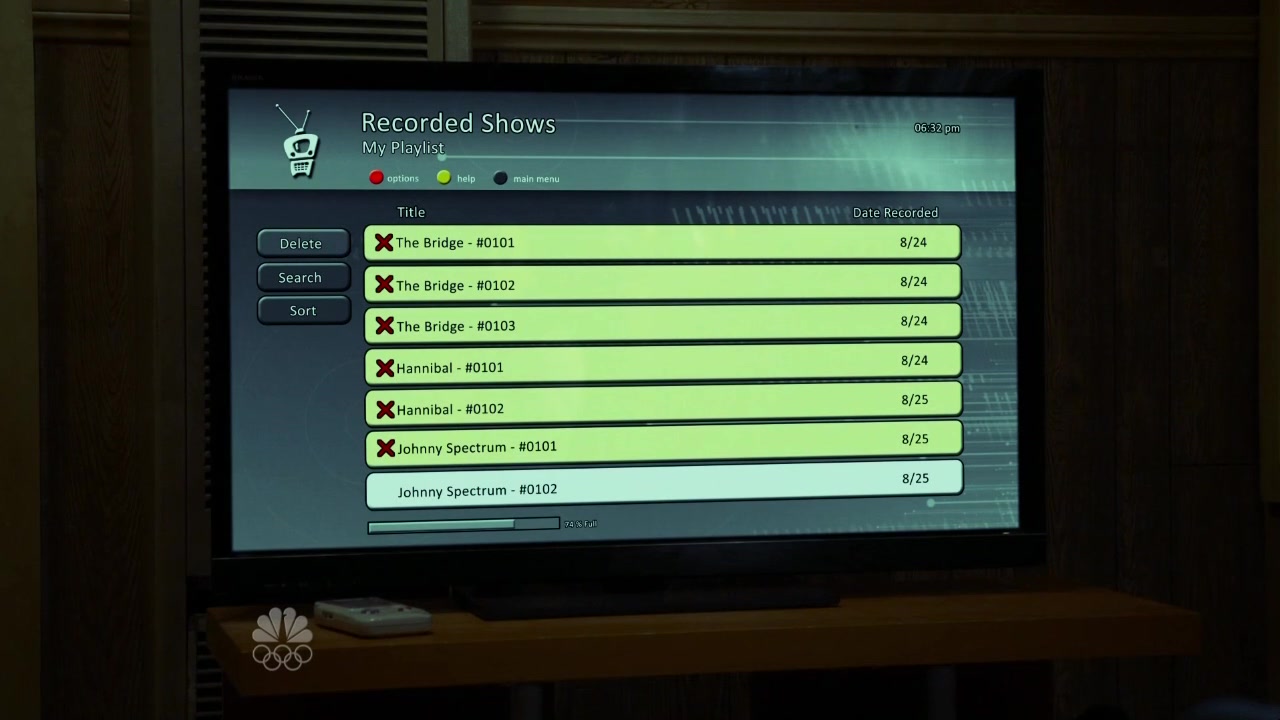 Recorded Shows
06:32 pm
My Playlist
options help main menu
Title Date Recorded
Delete
Search
Sort
The Bridge - #0101 8/24
The Bridge - #0102 8/24
The Bridge - #0103 8/24
Hannibal - #0101 8/24
Hannibal - #0102 8/25
Johnny Spectrum - #0101 8/25
Johnny Spectrum - #0102 8/25
74 % Full